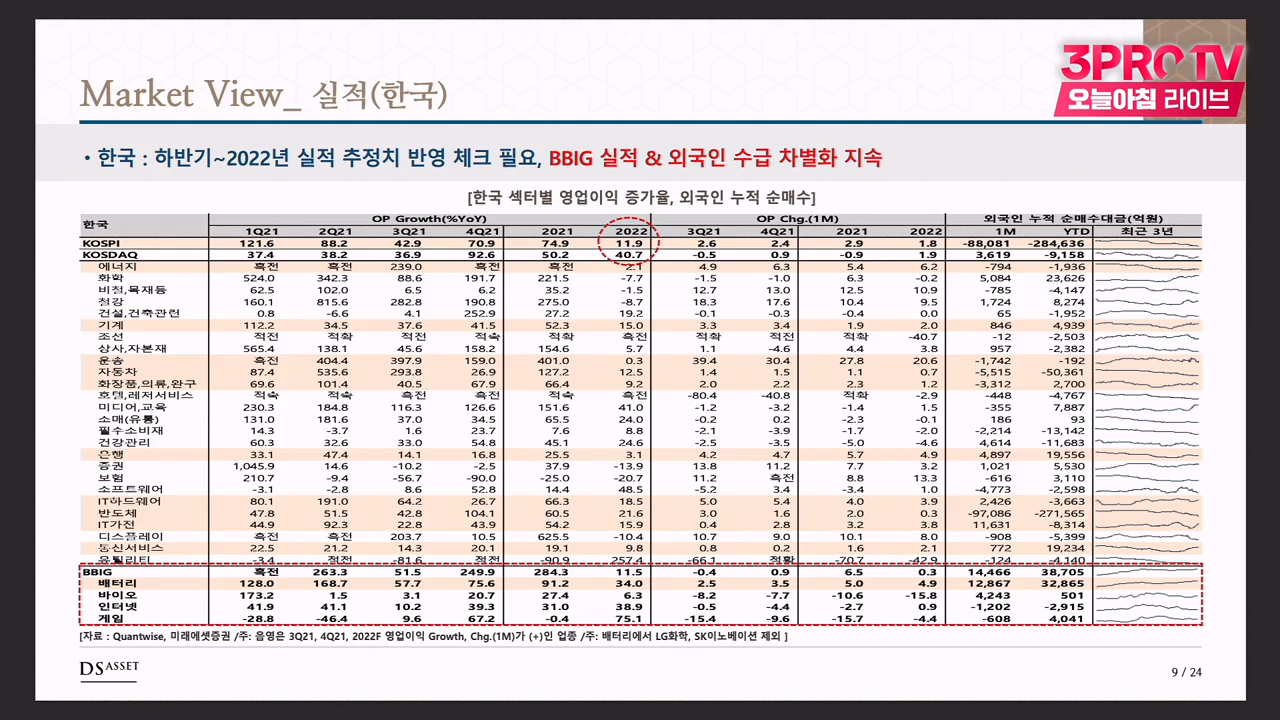 3PRO TV
오늘아침 라이브
Market View_ 실적(한국)
• 한국 : 하반기~2022년 실적 추정치 반영 체크 필요, BBIG 실적 & 외국인 수급 차별화 지속
[한국 섹터별 영업이익 증가율, 외국인 누적 순매수]
한국 OP Growth(%YoY) OP Chg.(1M) 외국인 누적 순매수대금(억원)
1Q21 2Q21 3Q21 4Q21 2021 2022 3Q21 4Q21 2021 2022 1M YTD 최근 3년
KOSPI 121.6 88.2 42.9 70.9 74.9 11.9 2.6 2.4 2.9 1.8 -88,081 -284,636
KOSDAQ 37.4 38.2 36.9 92.6 50.2 40.7 -0.5 0.9 -0.9 1.9 3,619 -9,158
에너지 흑전 흑전 239.0 흑전 흑전 2.1 4.9 6.3 5.4 6.2 -794 -1,936
화학 524.0 342.3 88.6 191.7 221.5 -7.7 -1.5 -1.0 6.3 -0.2 5,084 23,626
비철,목재등 62.5 102.0 6.5 6.2 35.2 -1.5 12.7 13.0 12.5 10.9 -785 -4,147
철강 160.1 815.6 282.8 190.8 275.0 -8.7 18.3 17.6 10.4 9.5 1,724 8,274
건설,건축관련 0.8 -6.6 4.1 252.9 27.2 19.2 -0.1 -0.3 -0.4 0.0 65 -1,952
기계 112.2 34.5 37.6 41.5 52.3 15.0 3.3 3.4 1.9 2.0 846 4,939
조선 적전 적확 흑전 적축 적확 흑전 적확 적전 적확 -40.7 -12 -2,503
상사,자본재 565.4 138.1 45.6 158.2 154.6 5.7 1.1 -4.6 4.4 3.8 957 -2,382
운송 흑전 404.4 397.9 159.0 401.0 0.3 39.4 30.4 27.8 20.6 -1,742 -192
자동차 87.4 535.6 293.8 26.9 127.2 12.5 1.4 1.5 1.1 0.7 -5,515 -50,361
화장품,의류,완구 69.6 101.4 40.5 67.9 66.4 9.2 2.0 2.2 2.3 1.2 -3,312 2,700
호텔,레저서비스 적축 적축 흑전 흑전 적축 흑전 -80.4 -40.8 적확 -2.9 -448 -4,767
미디어,교육 230.3 184.8 116.3 126.6 151.6 41.0 -1.2 -3.2 -1.4 1.5 -355 7,887
소매(유통) 131.0 181.6 37.0 34.5 65.5 24.0 -0.2 0.2 -2.3 -0.1 186 93
필수소비재 14.3 -3.7 1.6 23.7 7.6 8.8 -2.1 -3.9 -1.7 -2.0 -2,214 -13,142
건강관리 60.3 32.6 33.0 54.8 45.1 24.6 -2.5 -3.5 -5.0 -4.6 4,614 -11,683
은행 33.1 47.4 14.1 16.8 25.5 3.1 4.2 4.7 5.7 4.9 4,897 19,556
증권 1,045.9 14.6 -10.2 -2.5 37.9 -13.9 13.8 11.2 7.7 3.2 1,021 5,530
보험 210.7 -9.4 -56.7 -90.0 -25.0 -20.7 11.2 흑전 8.8 13.3 -616 3,110
소프트웨어 -3.1 -2.8 8.6 52.8 14.4 48.5 -5.2 3.4 -3.4 1.0 -4,773 -2,598
IT하드웨어 80.1 191.0 64.2 26.7 66.3 18.5 5.0 5.4 4.0 3.9 2,426 -3,663
반도체 47.8 51.5 42.8 104.1 60.5 21.6 3.0 1.6 2.0 0.3 -97,086 -271,565
IT가전 44.9 92.3 22.8 43.9 54.2 15.9 0.4 2.8 3.2 3.8 11,631 -8,314
디스플레이 흑전 흑전 203.7 10.5 625.5 -10.4 10.7 9.0 10.1 8.0 -908 -5,399
통신서비스 22.5 21.2 14.3 20.1 19.1 9.8 0.8 0.2 1.6 2.1 772 19,234
유틸리티 -3.4 적전 -81.6 적전 -90.9 257.4 -66.1 적확 -70.7 -42.9 -124 -4,140
BBIG 흑전 263.3 51.5 249.9 284.3 11.5 -0.4 0.9 6.5 0.3 14,466 38,705
배터리 128.0 168.7 57.7 75.6 91.2 34.0 2.5 3.5 5.0 4.9 12,867 32,865
바이오 173.2 1.5 3.1 20.7 27.4 6.3 -8.2 -7.7 -10.6 -15.8 4,243 501
인터넷 41.9 -41.1 10.2 39.3 31.0 38.9 -0.5 -4.4 -2.7 0.9 -1,202 -2,915
게임 -28.8 -46.4 9.6 67.2 -0.4 75.1 -15.4 -9.6 -15.7 -4.4 -608 4,041
[자료 : Quantwise, 미래에셋증권 /주: 음영은 3Q21, 4Q21, 2022F 영업이익 Growth, Chg.(1M)가 (+)인 업종 /주: 배터리에서 LG화학, SK이노베이션 제외 ]
DS ASSET
9 / 24